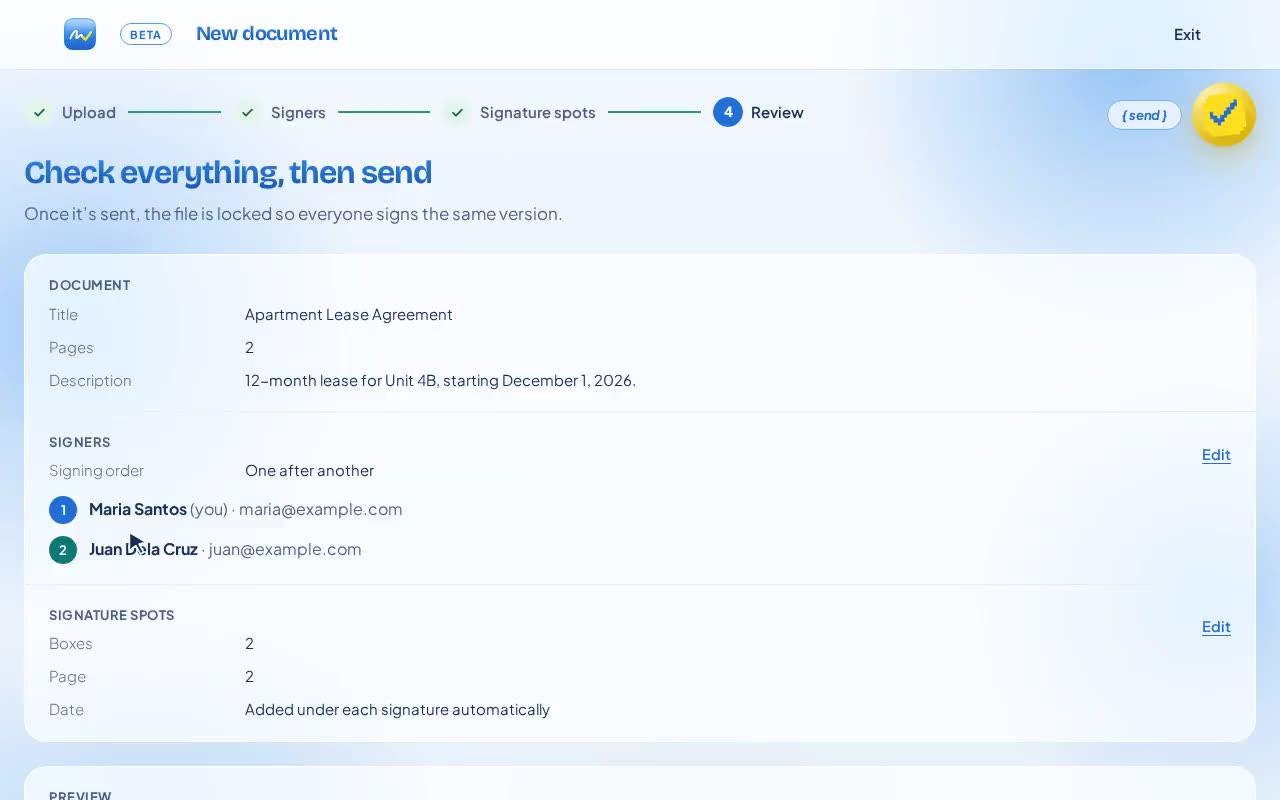 BETA
New document
Exit
Upload
Signers
Signature spots
4
Review
{ send }
Check everything, then send
Once it’s sent, the file is locked so everyone signs the same version.
DOCUMENT
Title
Apartment Lease Agreement
Pages
2
Description
12–month lease for Unit 4B, starting December 1, 2026.
SIGNERS
Edit
Signing order
One after another
1 Maria Santos (you) · maria@example.com
2 Juan Dela Cruz · juan@example.com
SIGNATURE SPOTS
Edit
Boxes
2
Page
2
Date
Added under each signature automatically
PREVIEW